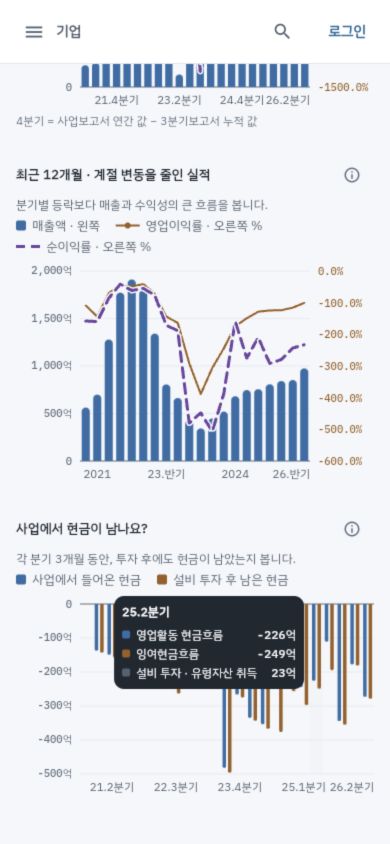 기업
로그인
0
-1500.0%
21.4분기 23.2분기 24.4분기 26.2분기
4분기 = 사업보고서 연간 값 − 3분기보고서 누적 값
최근 12개월 · 계절 변동을 줄인 실적
분기별 등락보다 매출과 수익성의 큰 흐름을 봅니다.
매출액 · 왼쪽 영업이익률 · 오른쪽 %
순이익률 · 오른쪽 %
2,000억 0.0%
-100.0%
1,500억
-200.0%
1,000억 -300.0%
-400.0%
500억
-500.0%
0 -600.0%
2021 23.반기 2024 26.반기
사업에서 현금이 남나요?
각 분기 3개월 동안, 투자 후에도 현금이 남았는지 봅니다.
사업에서 들어온 현금 설비 투자 후 남은 현금
0
25.2분기
-100억
영업활동 현금흐름 -226억
잉여현금흐름 -249억
-200억
설비 투자 · 유형자산 취득 23억
-300억
-400억
-500억
21.2분기 22.3분기 23.4분기 25.1분기 26.2분기